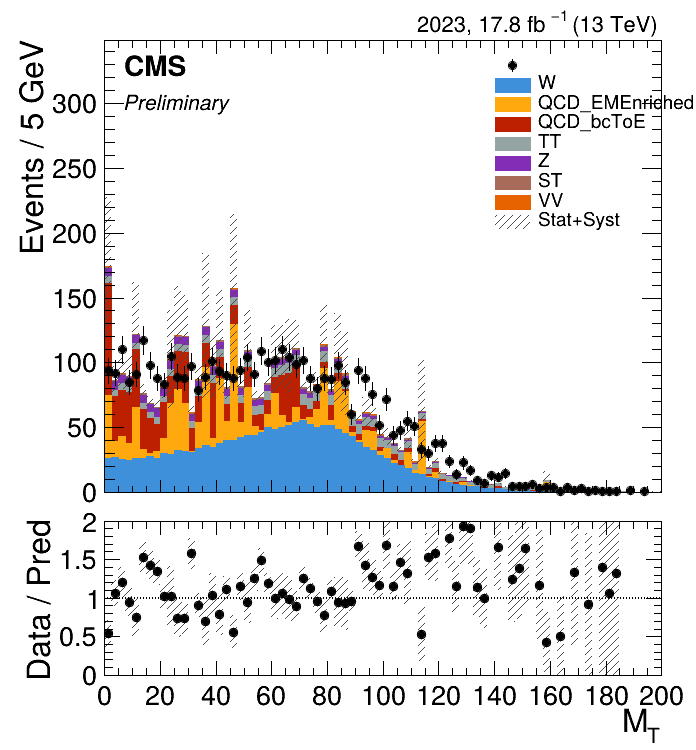 2023, 17.8 fb⁻¹ (13 TeV)
Events / 5 GeV
CMS
Preliminary
W
QCD_EMEnriched
QCD_bcToE
TT
Z
ST
VV
Stat+Syst
300
250
200
150
100
50
0
Data / Pred
2
1.5
1
0.5
0
0 20 40 60 80 100 120 140 160 180 200
M_T